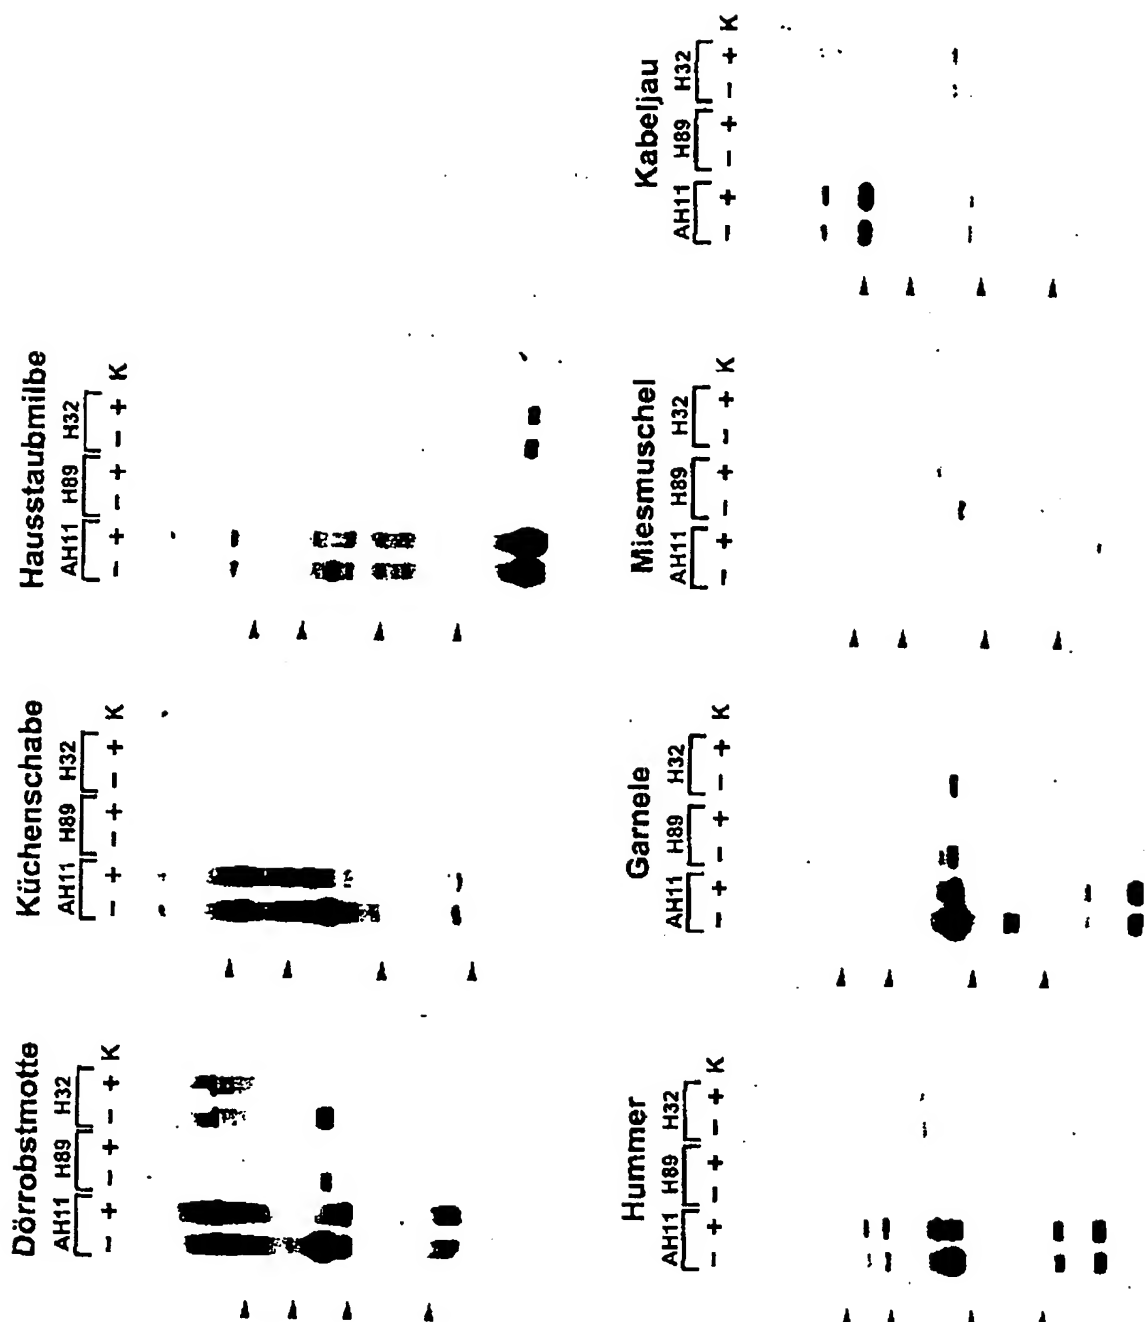 Dörrobstmotte
AH11 H89 H32
− + − + − + K
Küchenschabe
AH11 H89 H32
− + − + − + K
Hausstaubmilbe
AH11 H89 H32
− + − + − + K
Hummer
AH11 H89 H32
− + − + − + K
Garnele
AH11 H89 H32
− + − + − + K
Miesmuschel
AH11 H89 H32
− + − + − + K
Kabeljau
AH11 H89 H32
− + − + − + K